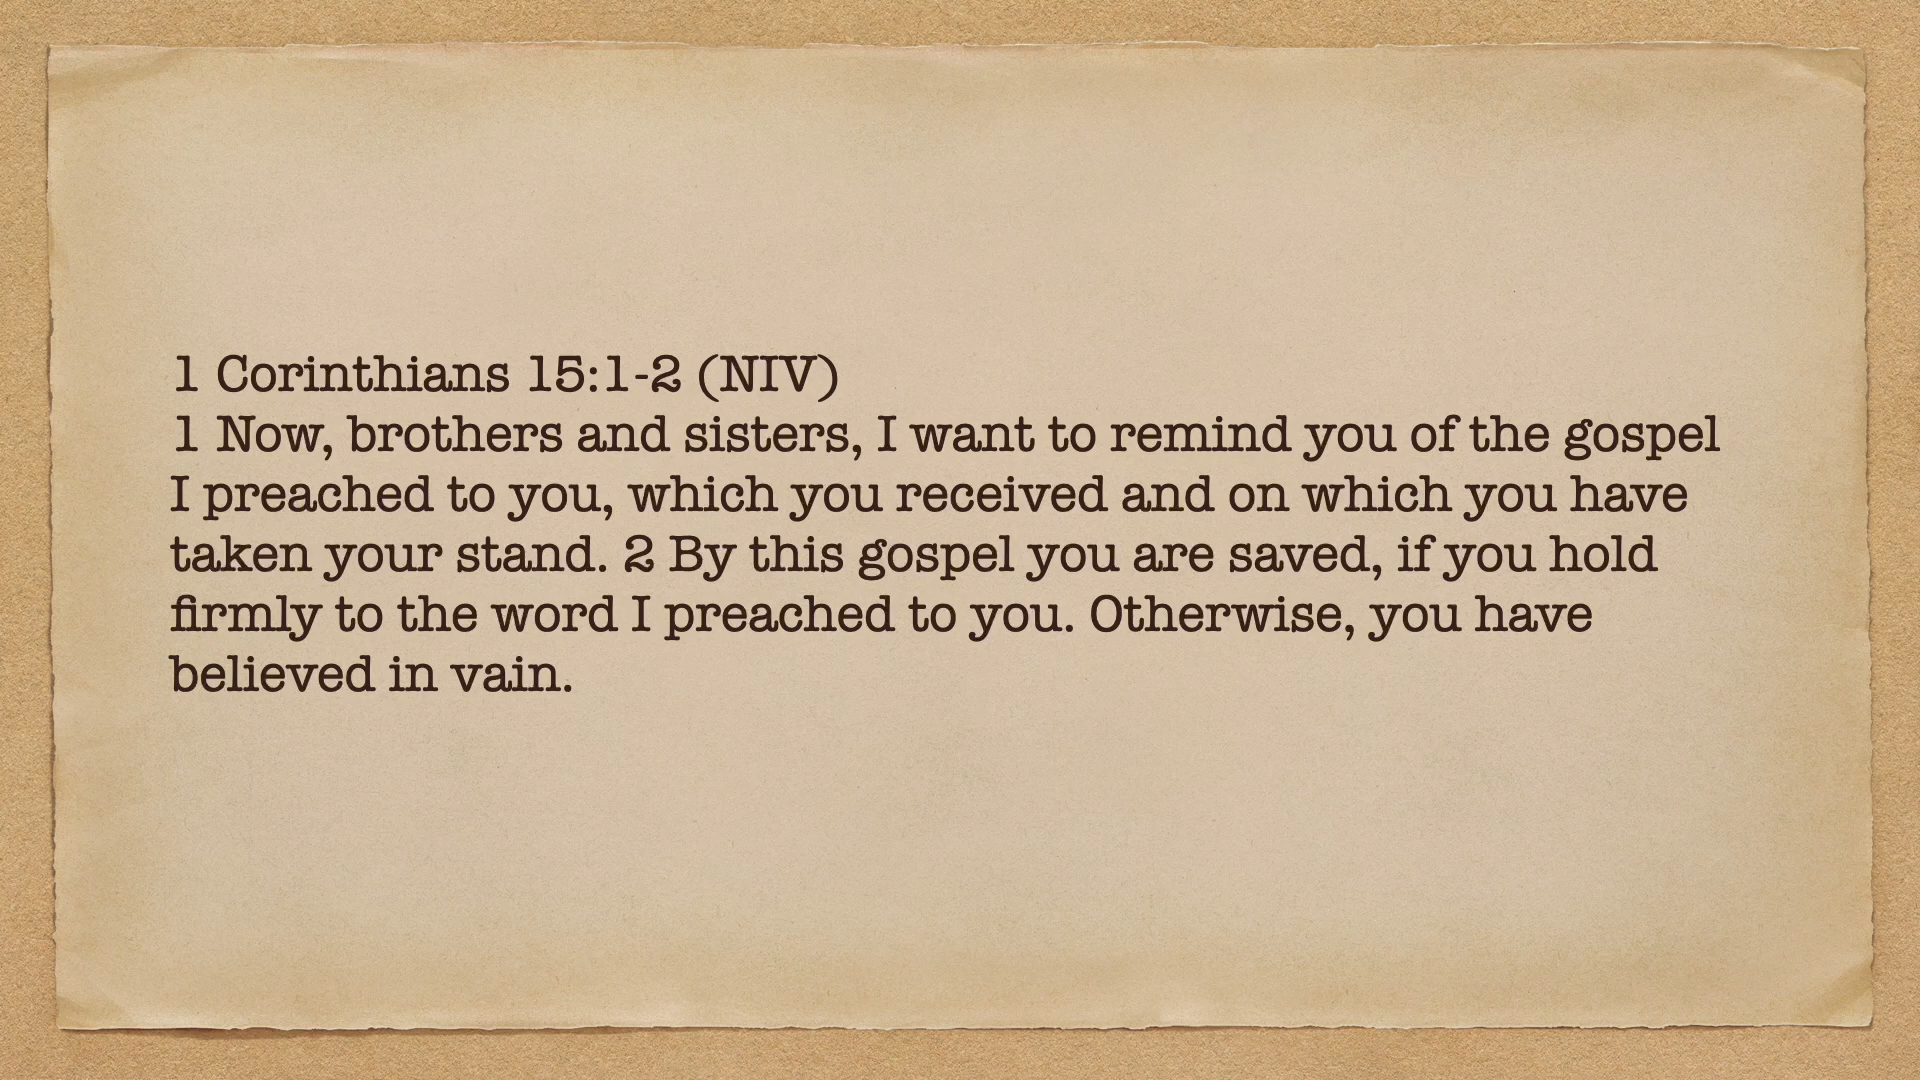 1 Corinthians 15:1-2 (NIV)
1 Now, brothers and sisters, I want to remind you of the gospel
I preached to you, which you received and on which you have
taken your stand. 2 By this gospel you are saved, if you hold
firmly to the word I preached to you. Otherwise, you have
believed in vain.